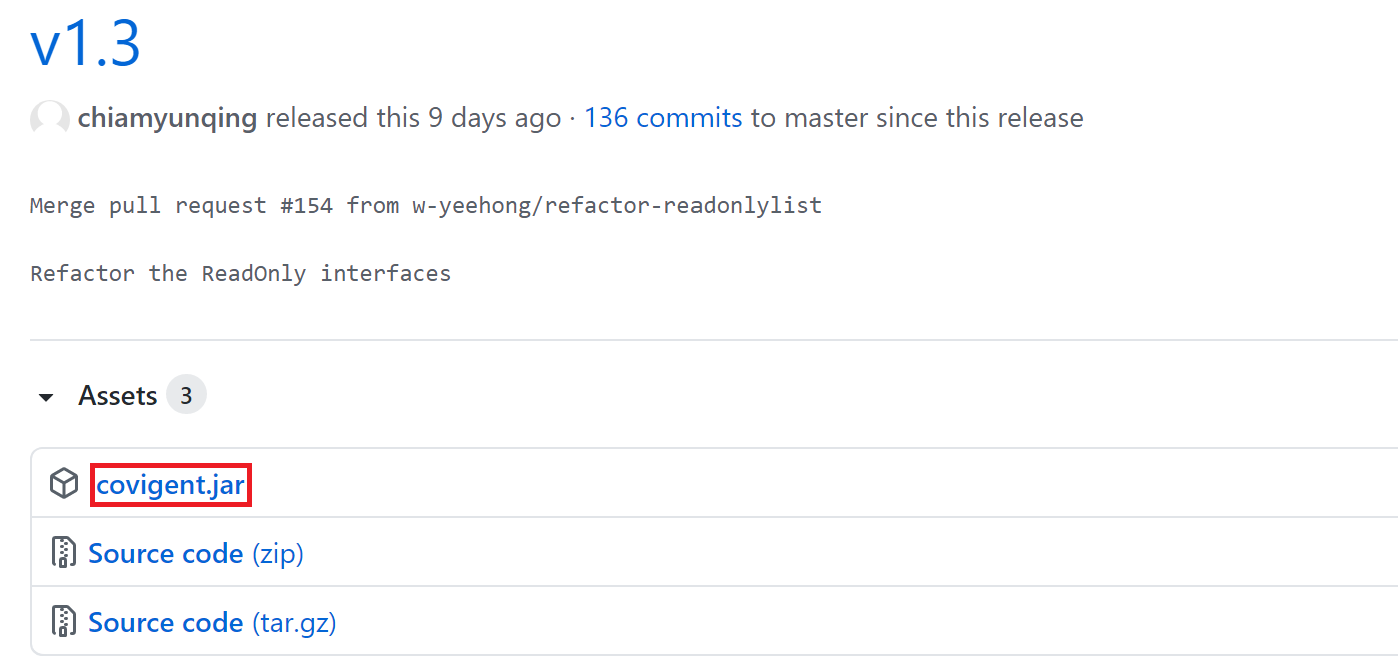 v1.3
chiamyunqing released this 9 days ago · 136 commits to master since this release
Merge pull request #154 from w-yeehong/refactor-readonlylist
Refactor the ReadOnly interfaces
Assets 3
covigent.jar
Source code (zip)
Source code (tar.gz)